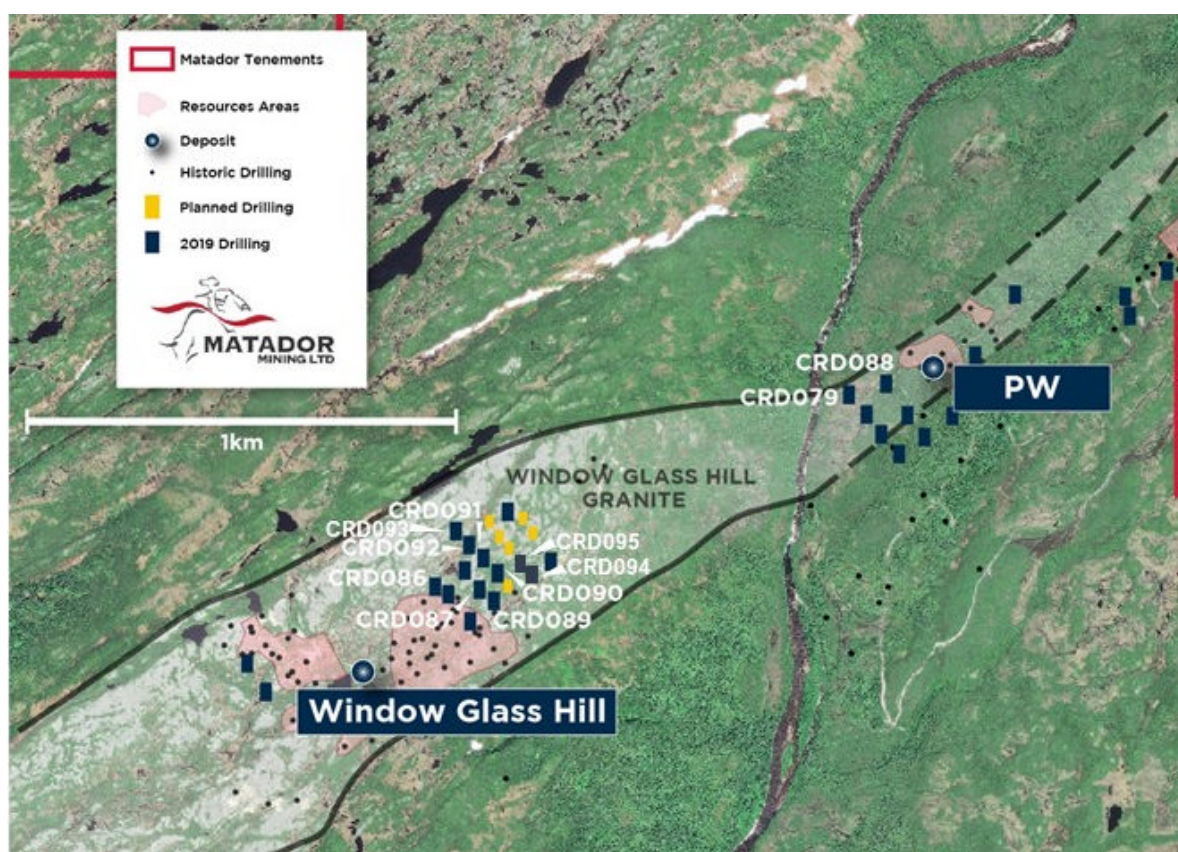 Matador Tenements
Resources Areas
Deposit
Historic Drilling
Planned Drilling
2019 Drilling
MATADOR
MINING LTD
1km
CRD088
CRD079
PW
WINDOW GLASS HILL
GRANITE
CRD091
CRD093
CRD092
CRD095
CRD094
CRD086
CRD090
CRD087
CRD089
Window Glass Hill